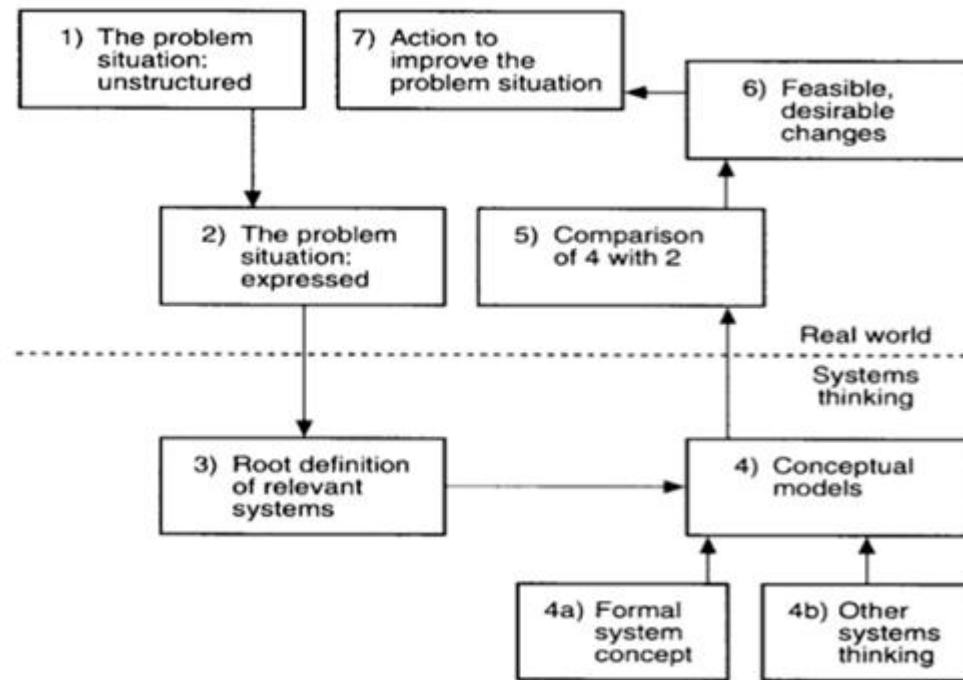 1) The problem
situation:
unstructured
7) Action to
improve the
problem situation
6) Feasible,
desirable
changes
2) The problem
situation:
expressed
5) Comparison
of 4 with 2
Real world
Systems
thinking
3) Root definition
of relevant
systems
4) Conceptual
models
4a) Formal
system
concept
4b) Other
systems
thinking